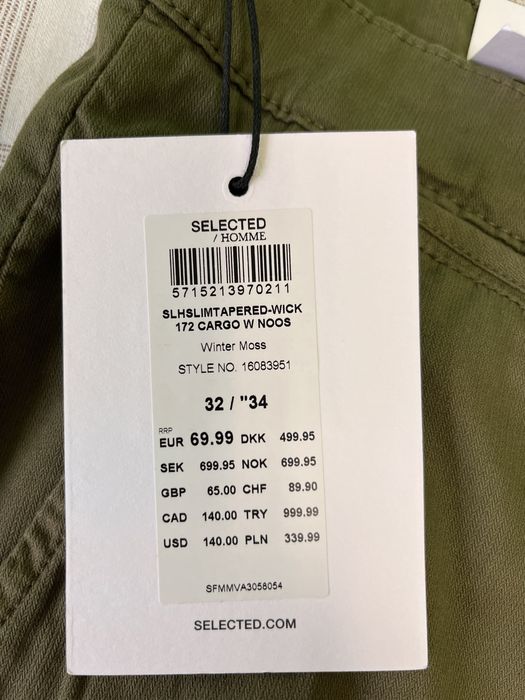 SELECTED
/ HOMME
5715213970211
SLHSLIMTAPERED-WICK
172 CARGO W NOOS
Winter Moss
STYLE NO. 16083951
32 / "34
RRP
EUR 69.99 DKK 499.95
SEK 699.95 NOK 699.95
GBP 65.00 CHF 89.90
CAD 140.00 TRY 999.99
USD 140.00 PLN 339.99
SFMMVA3058054
SELECTED.COM